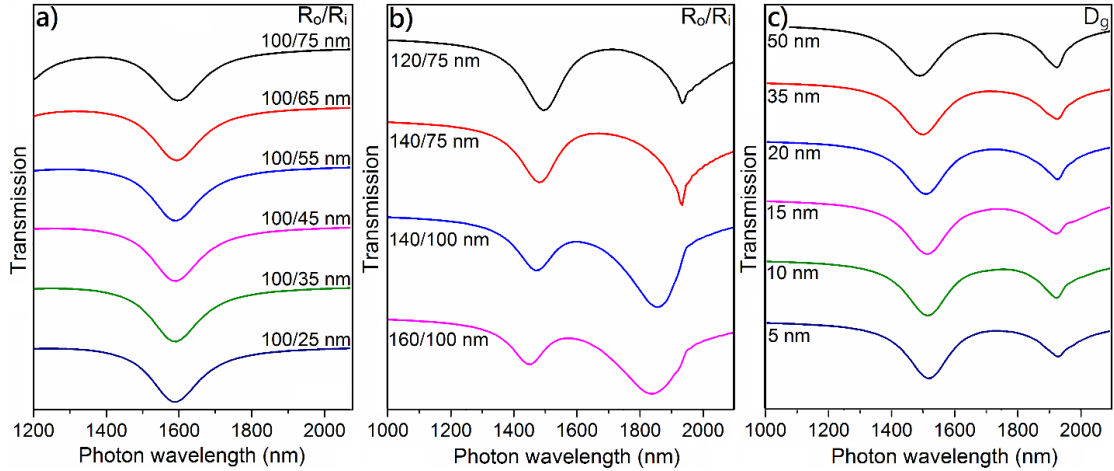 a)
R₀/Rᵢ
100/75 nm
100/65 nm
100/55 nm
100/45 nm
100/35 nm
100/25 nm
Transmission
1200 1400 1600 1800 2000
Photon wavelength (nm)
b)
R₀/Rᵢ
120/75 nm
140/75 nm
140/100 nm
160/100 nm
Transmission
1000 1200 1400 1600 1800 2000
Photon wavelength (nm)
c)
D_g
50 nm
35 nm
20 nm
15 nm
10 nm
5 nm
Transmission
1000 1200 1400 1600 1800 2000
Photon wavelength (nm)